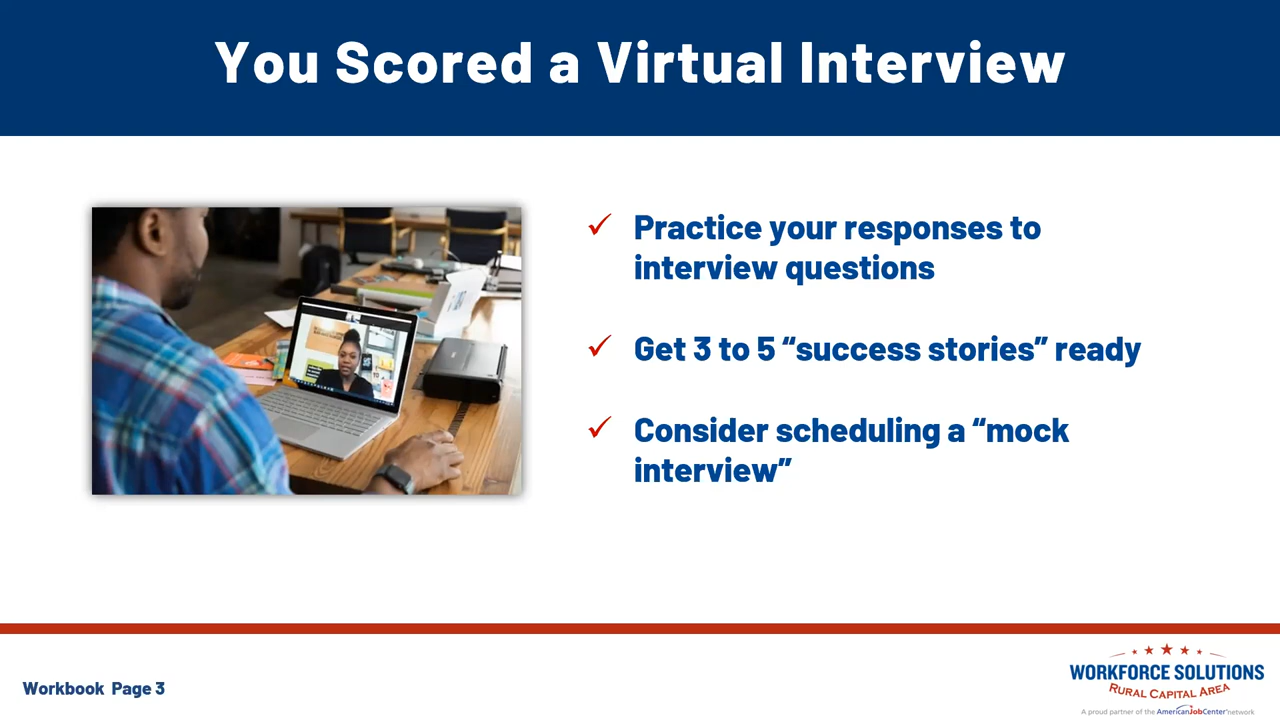 You Scored a Virtual Interview
✓ Practice your responses to
interview questions
✓ Get 3 to 5 “success stories” ready
✓ Consider scheduling a “mock
interview”
Workbook Page 3
WORKFORCE SOLUTIONS
RURAL CAPITAL AREA
A proud partner of the AmericanJobCenter network